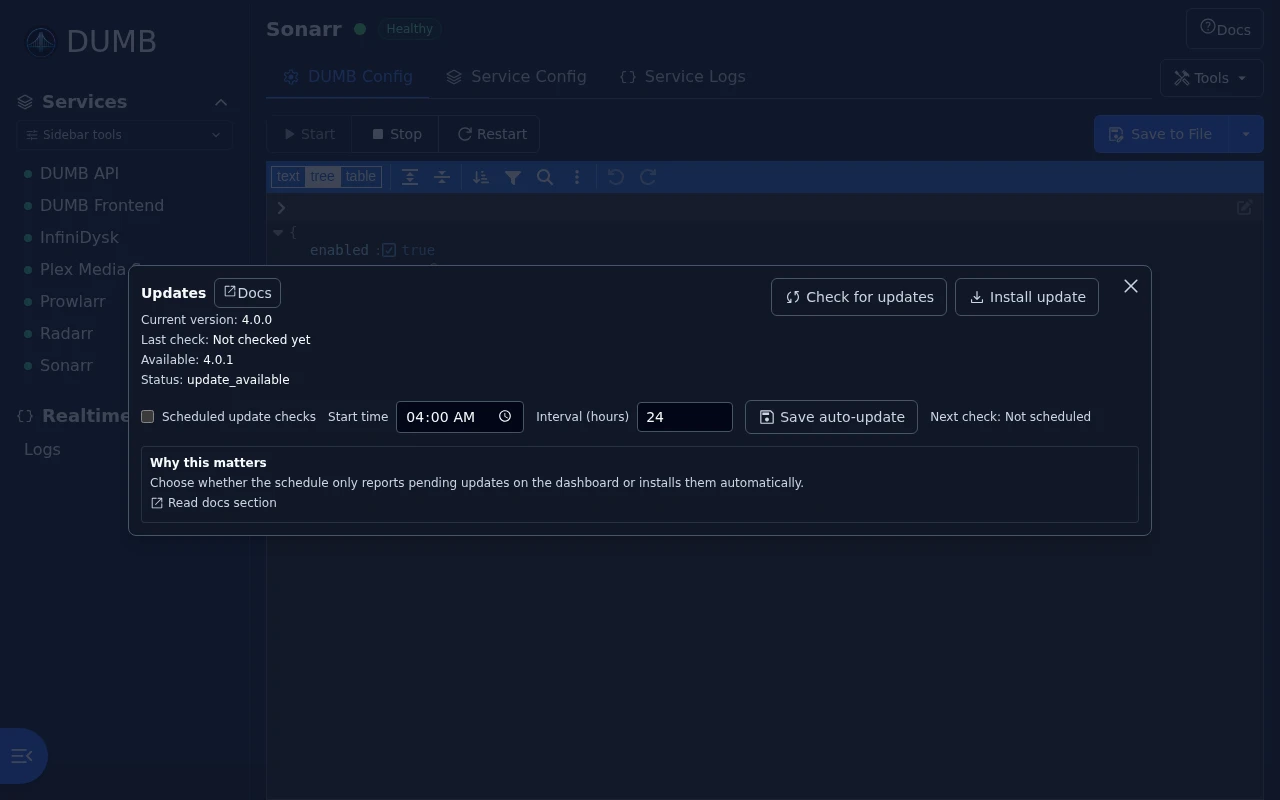 DUMB
Sonarr
Healthy
Docs
DUMB Config
Service Config
Service Logs
Tools
Services
Sidebar tools
Start
Stop
Restart
Save to File
DUMB API
DUMB Frontend
InfiniDysk
Plex Media
Prowlarr
Radarr
Sonarr
Realtime
Logs
text
tree
table
{
enabled : true
Updates
Docs
Check for updates
Install update
Current version: 4.0.0
Last check: Not checked yet
Available: 4.0.1
Status: update_available
Scheduled update checks
Start time
04:00 AM
Interval (hours)
24
Save auto-update
Next check: Not scheduled
Why this matters
Choose whether the schedule only reports pending updates on the dashboard or installs them automatically.
Read docs section